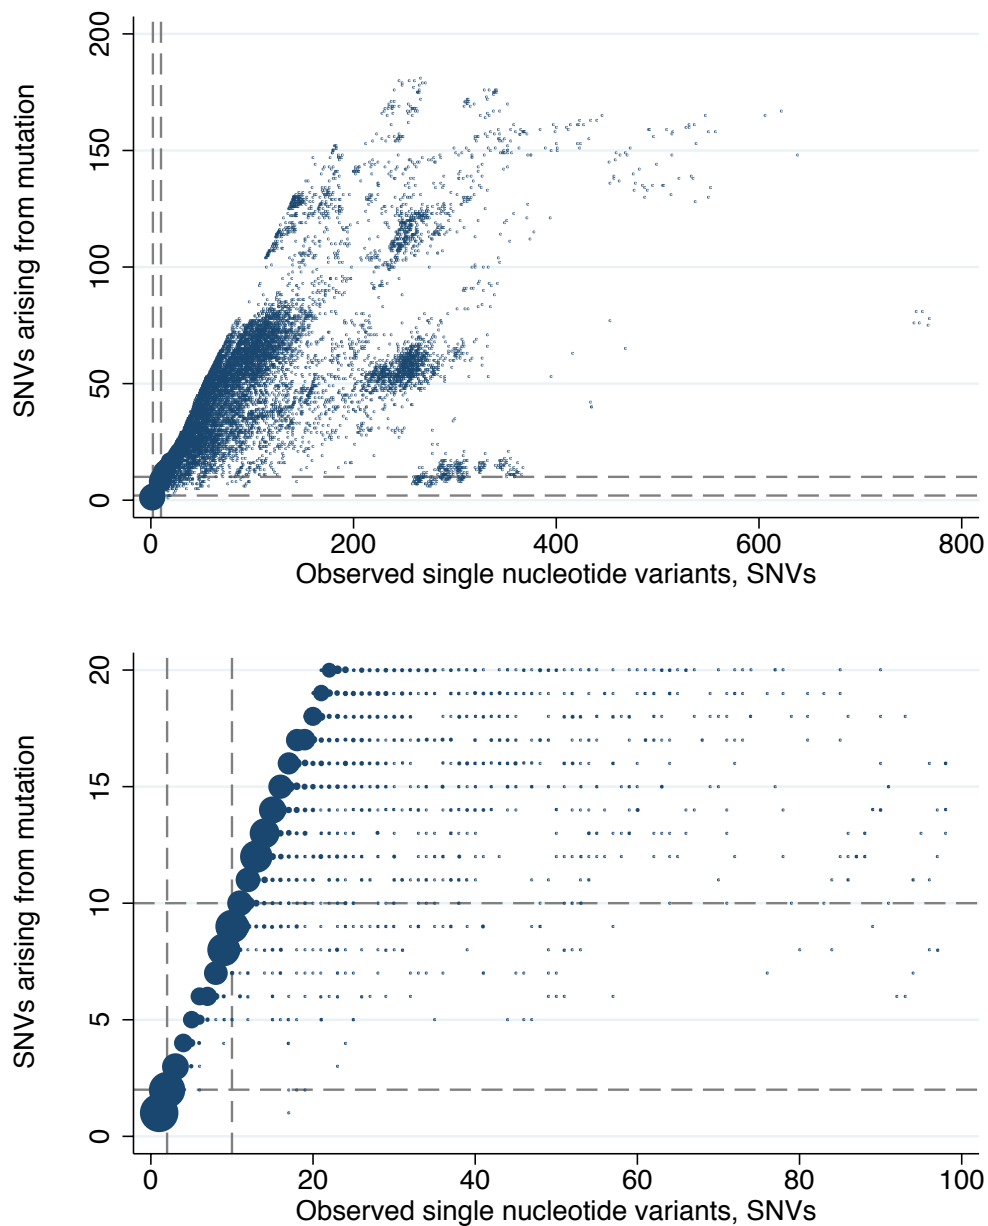 SNVs arising from mutation
200
150
100
50
0
0 200 400 600 800
Observed single nucleotide variants, SNVs
SNVs arising from mutation
20
15
10
5
0
0 20 40 60 80 100
Observed single nucleotide variants, SNVs